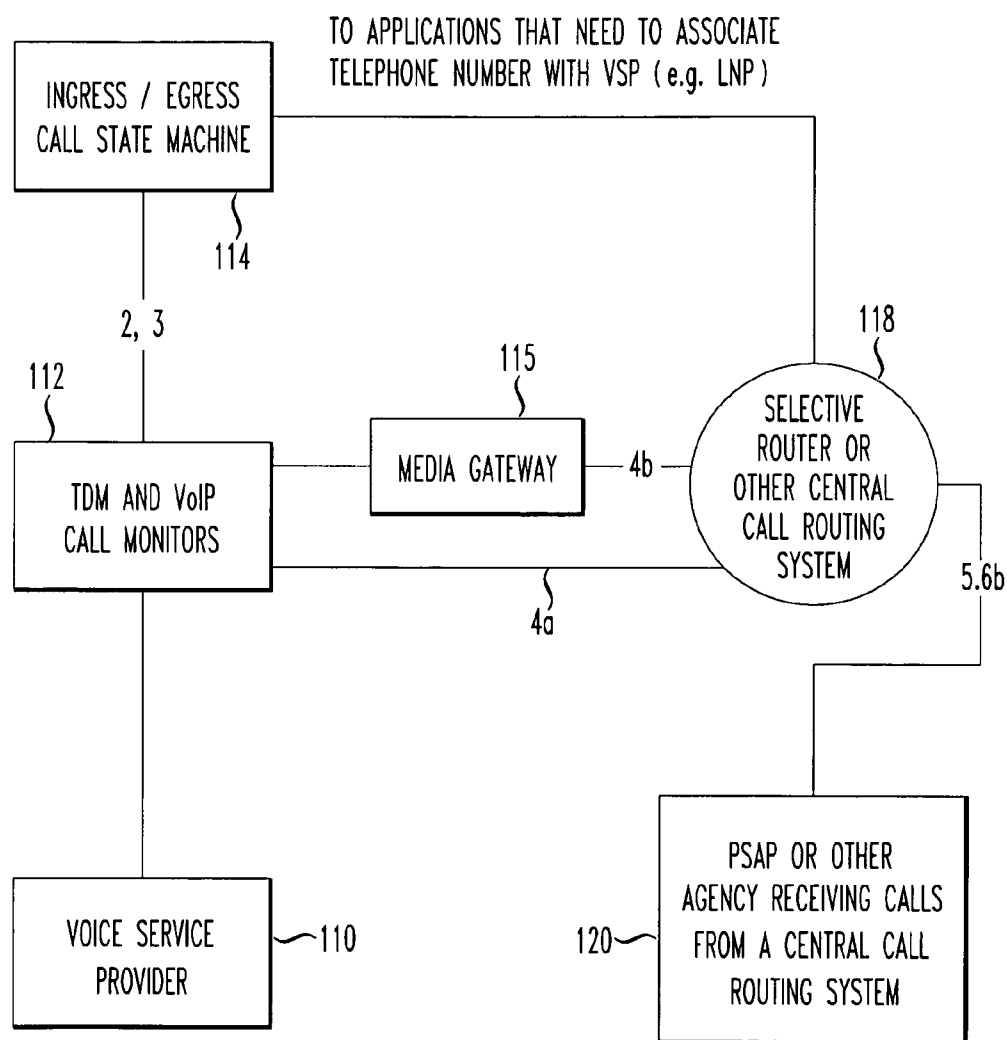 TO APPLICATIONS THAT NEED TO ASSOCIATE
TELEPHONE NUMBER WITH VSP (e.g. LNP)
INGRESS / EGRESS
CALL STATE MACHINE
114
2, 3
112
TDM AND VoIP
CALL MONITORS
115
MEDIA GATEWAY
4b
118
SELECTIVE
ROUTER OR
OTHER CENTRAL
CALL ROUTING
SYSTEM
4a
5.6b
VOICE SERVICE
PROVIDER
110
120
PSAP OR OTHER
AGENCY RECEIVING CALLS
FROM A CENTRAL CALL
ROUTING SYSTEM